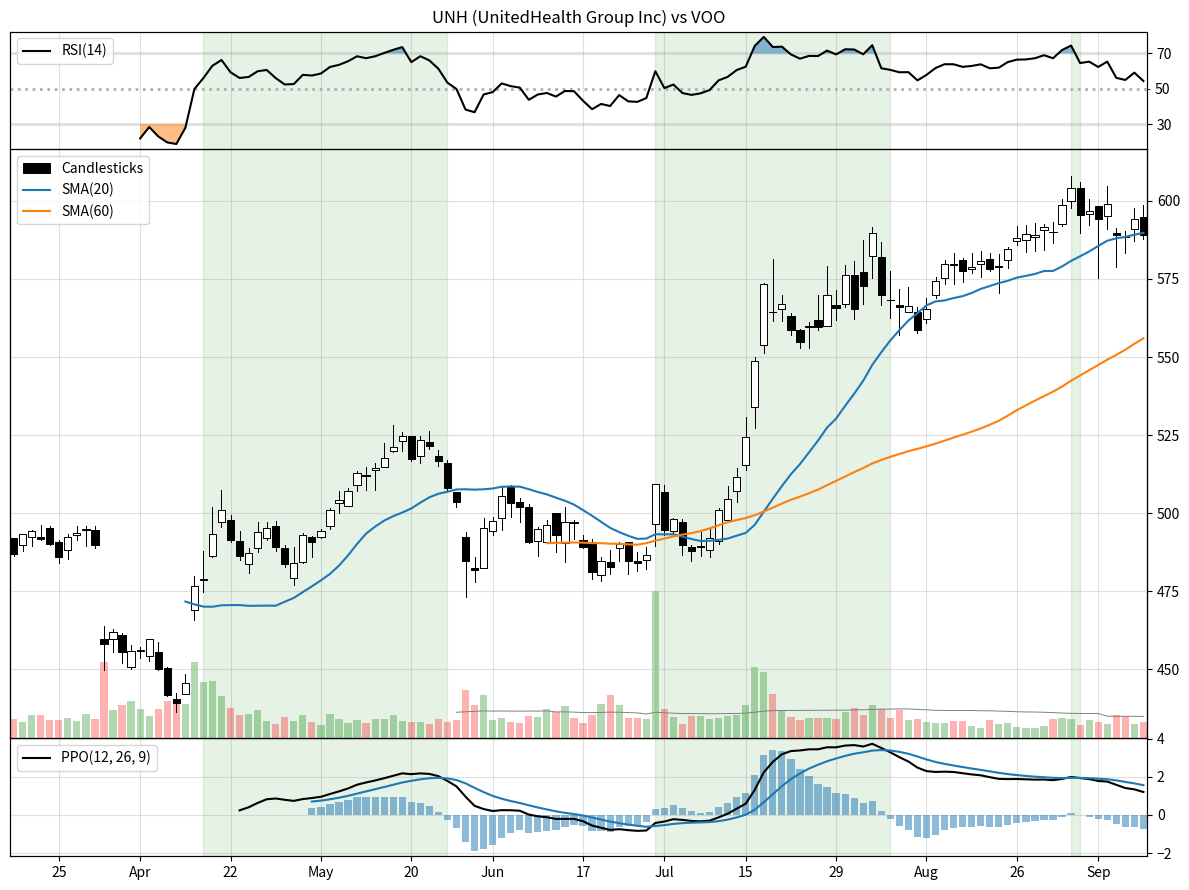 UNH (UnitedHealth Group Inc) vs VOO
RSI(14)
70
50
30
Candlesticks
SMA(20)
SMA(60)
600
575
550
525
500
475
450
PPO(12, 26, 9)
4
2
0
−2
25 Apr 22 May 20 Jun 17 Jul 15 29 Aug 26 Sep